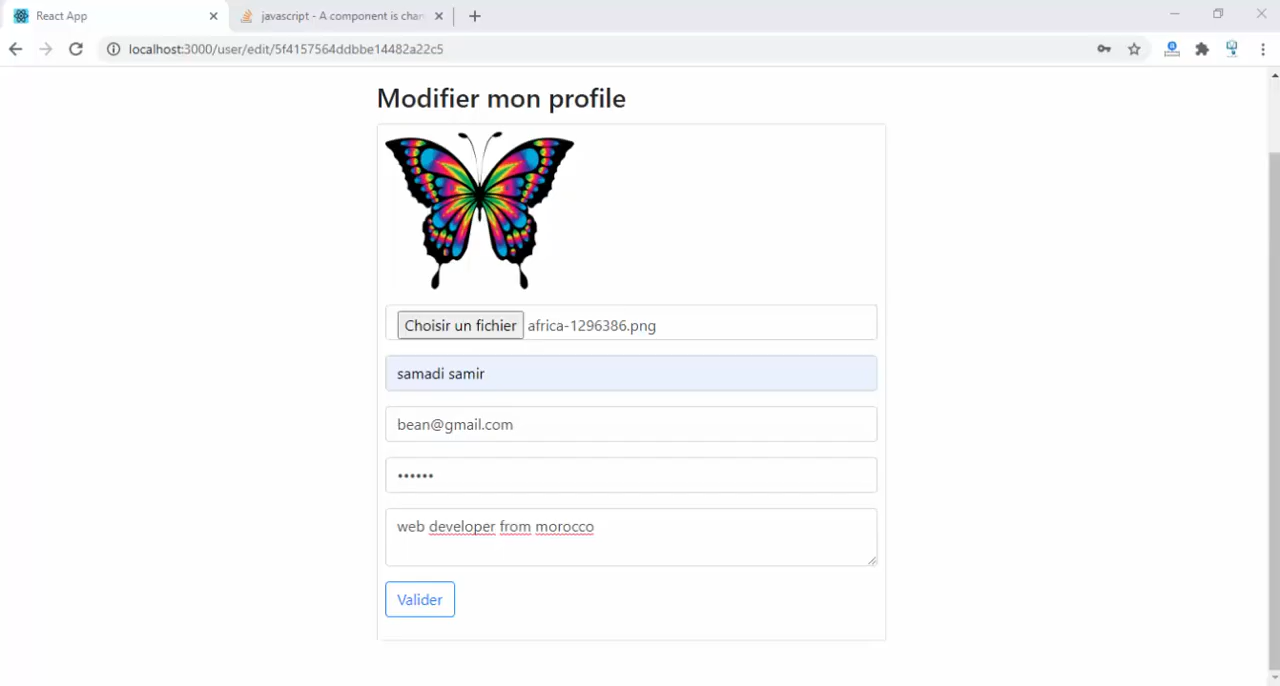 React App
javascript - A component is chan
localhost:3000/user/edit/5f4157564ddbbe14482a22c5
Modifier mon profile
Choisir un fichier africa-1296386.png
samadi samir
bean@gmail.com
••••••
web developer from morocco
Valider